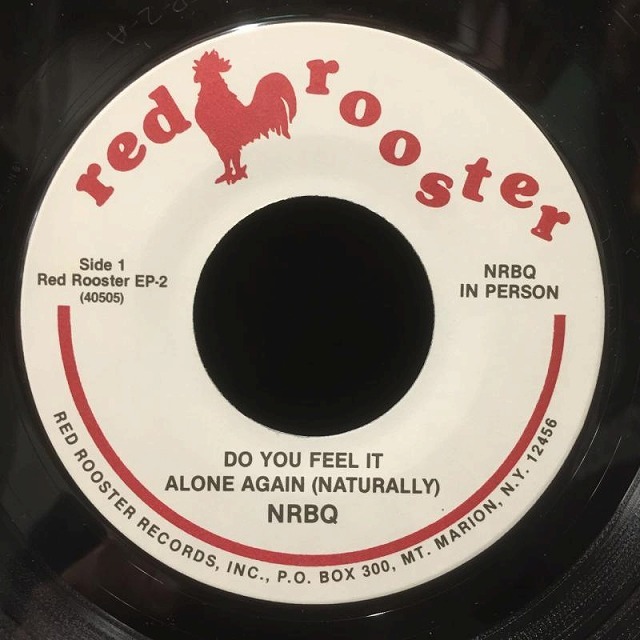 red rooster
Side 1
Red Rooster EP-2
(40505)
NRBQ
IN PERSON
DO YOU FEEL IT
ALONE AGAIN (NATURALLY)
NRBQ
RED ROOSTER RECORDS, INC., P.O. BOX 300, MT. MARION, N.Y. 12456